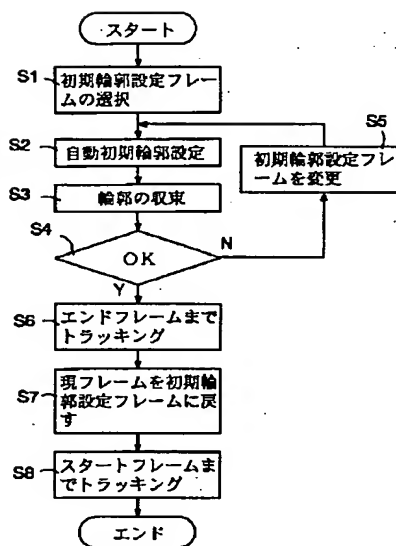 スタート
S1
初期輪郭設定フレ
ームの選択
S2
自動初期輪郭設定
S5
初期輪郭設定フレ
ームを変更
S3
輪郭の収束
S4
OK
N
Y
S6
エンドフレームまで
トラッキング
S7
現フレームを初期輪
郭設定フレームに戻
す
S8
スタートフレームま
でトラッキング
エンド